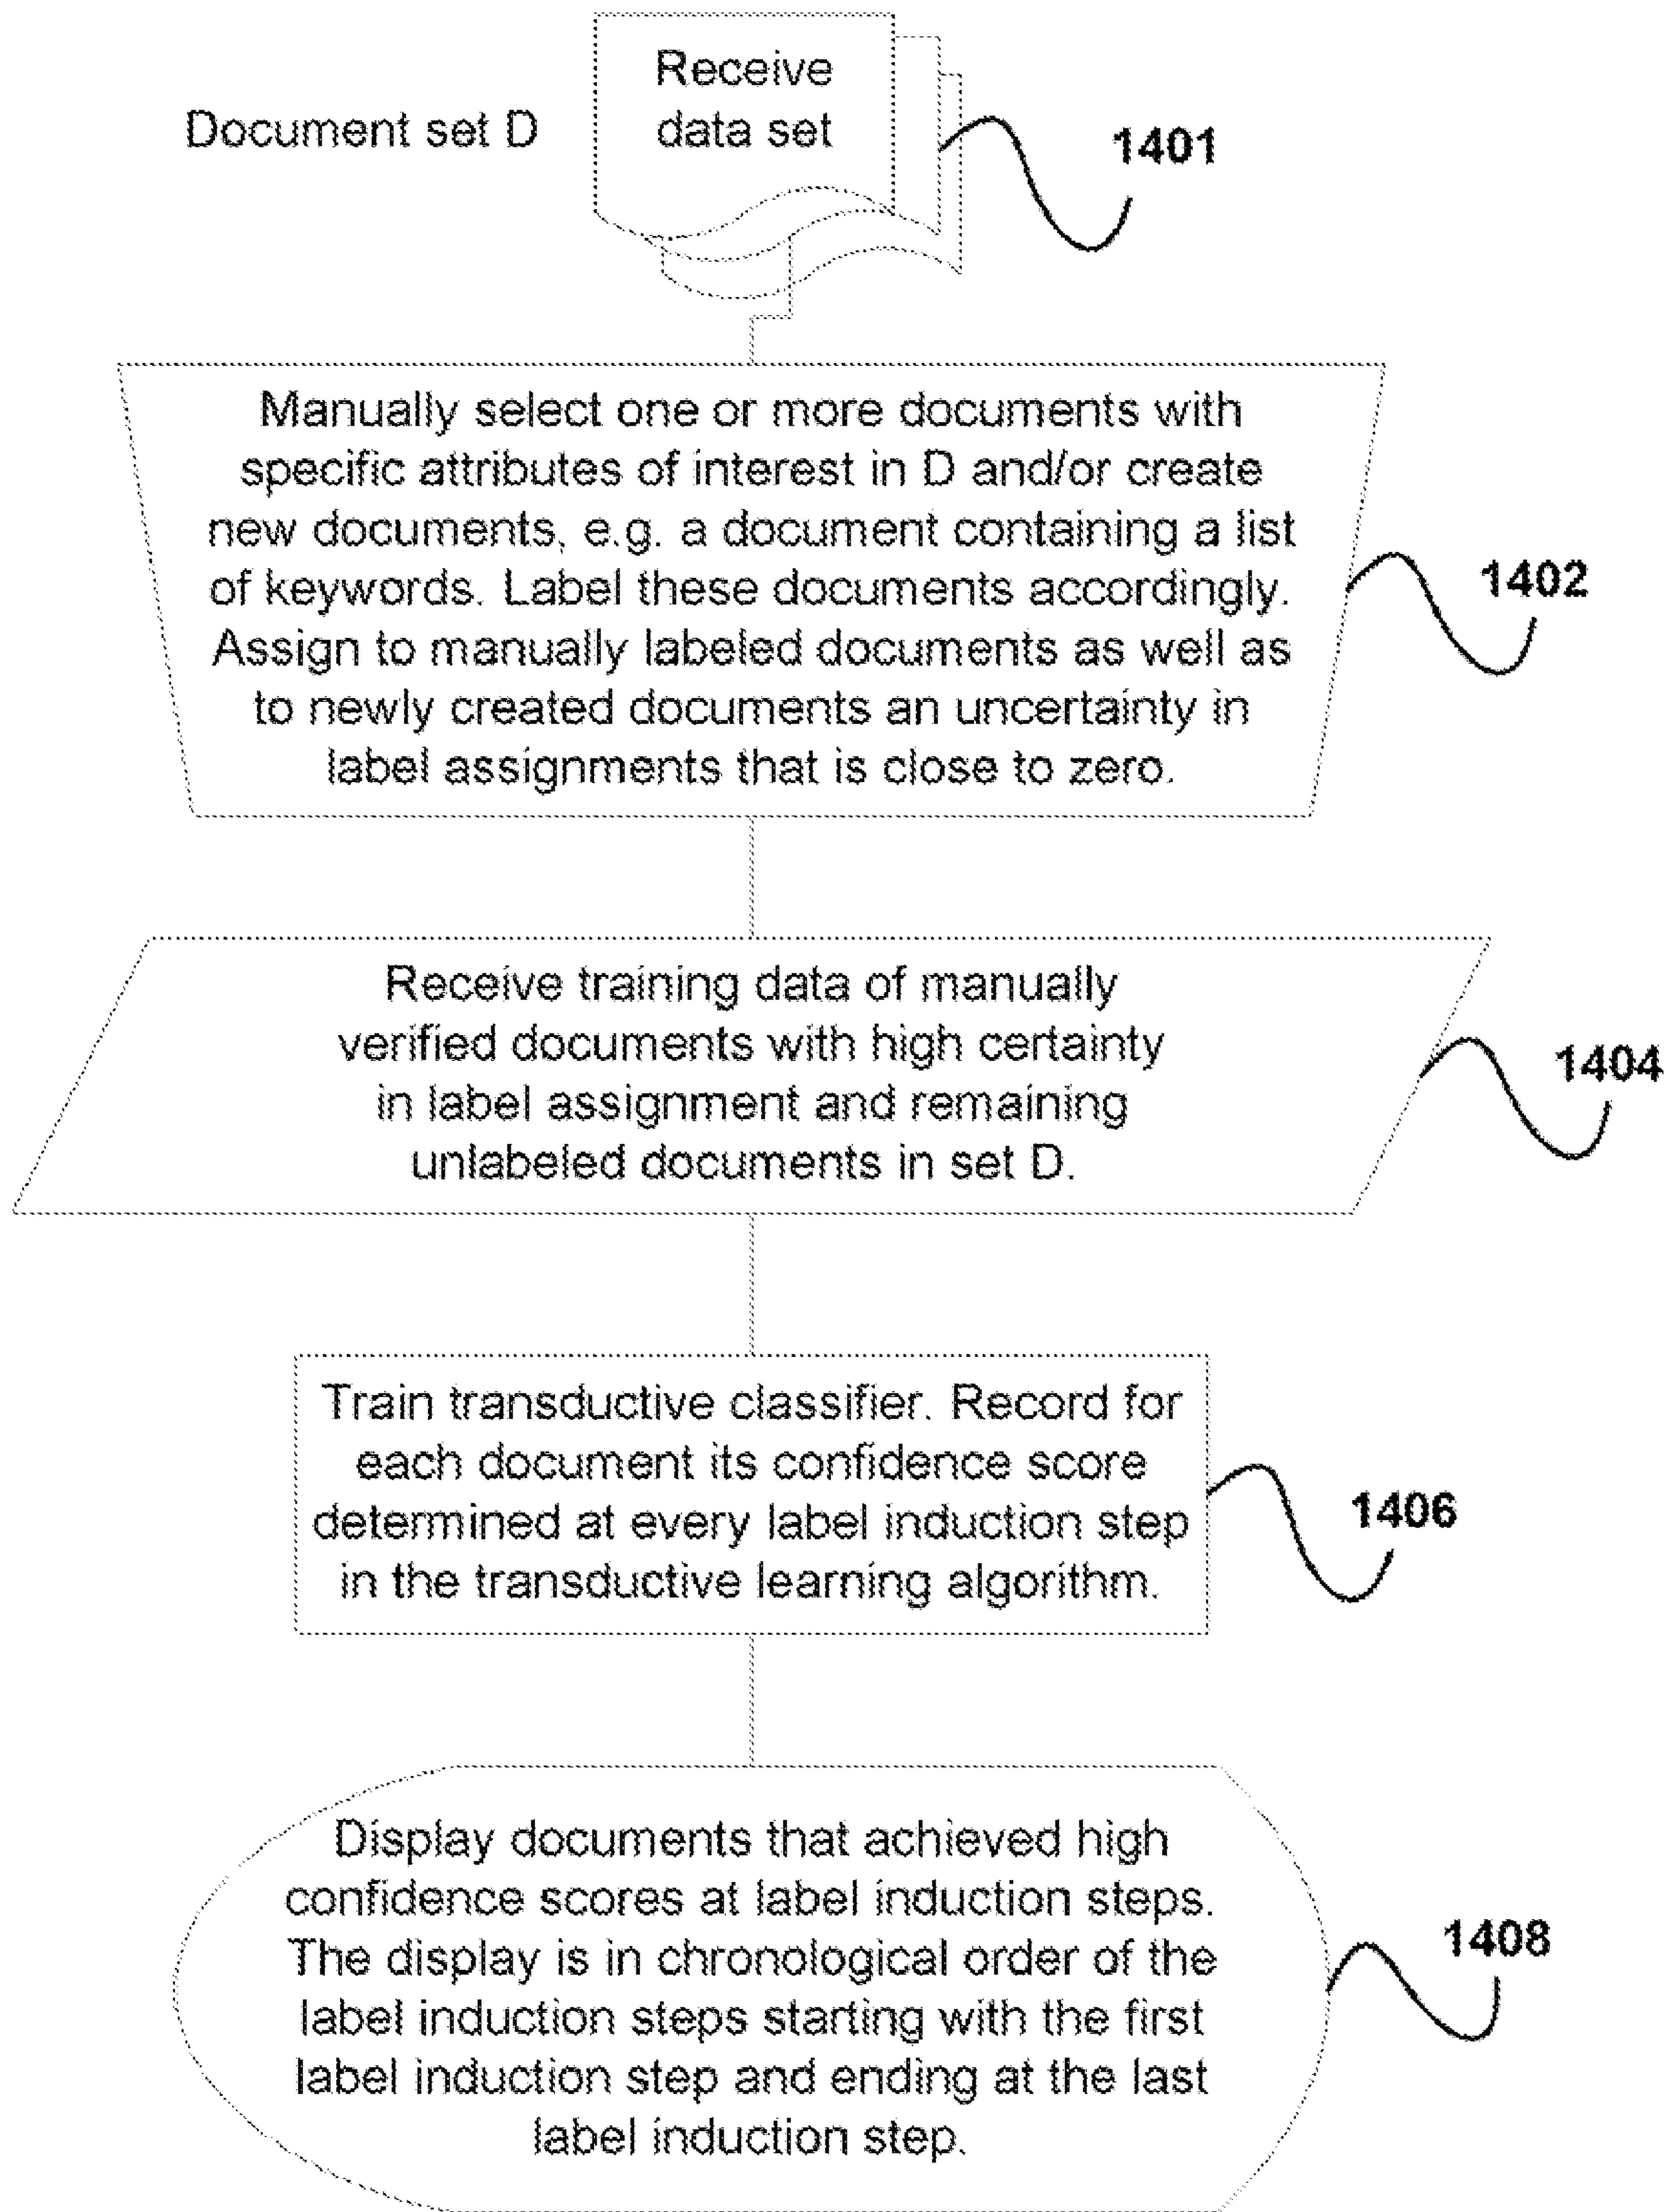 Receive
Document set D
data set
1401
Manually select one or more documents with
specific attributes of interest in D and/or create
new documents, e.g. a document containing a list
of keywords. Label these documents accordingly.
Assign to manually labeled documents as well as
to newly created documents an uncertainty in
label assignments that is close to zero.
1402
Receive training data of manually
verified documents with high certainty
in label assignment and remaining
unlabeled documents in set D.
1404
Train transductive classifier. Record for
each document its confidence score
determined at every label induction step
in the transductive learning algorithm.
1406
Display documents that achieved high
confidence scores at label induction steps.
The display is in chronological order of the
label induction steps starting with the first
label induction step and ending at the last
label induction step.
1408